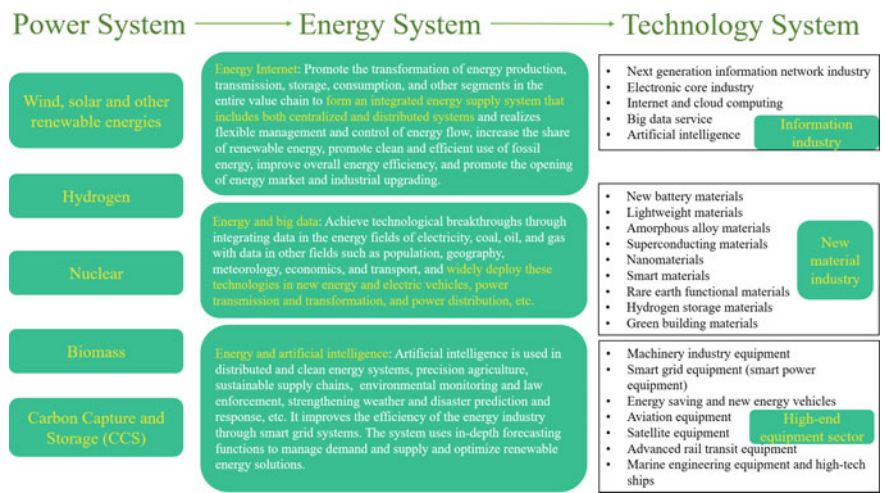 Power System
Energy System
Technology System
Wind, solar and other
renewable energies
Hydrogen
Nuclear
Biomass
Carbon Capture and
Storage (CCS)
Energy Internet: Promote the transformation of energy production,
transmission, storage, consumption, and other segments in the
entire value chain to form an integrated energy supply system that
includes both centralized and distributed systems and realizes
flexible management and control of energy flow, increase the share
of renewable energy, promote clean and efficient use of fossil
energy, improve overall energy efficiency, and promote the opening
of energy market and industrial upgrading.
Energy and big data: Achieve technological breakthroughs through
integrating data in the energy fields of electricity, coal, oil, and gas
with data in other fields such as population, geography,
meteorology, economics, and transport, and widely deploy these
technologies in new energy and electric vehicles, power
transmission and transformation, and power distribution, etc.
Energy and artificial intelligence: Artificial intelligence is used in
distributed and clean energy systems, precision agriculture,
sustainable supply chains, environmental monitoring and law
enforcement, strengthening weather and disaster prediction and
response, etc. It improves the efficiency of the energy industry
through smart grid systems. The system uses in-depth forecasting
functions to manage demand and supply and optimize renewable
energy solutions.
• Next generation information network industry
• Electronic core industry
• Internet and cloud computing
• Big data service
• Artificial intelligence
Information
industry
• New battery materials
• Lightweight materials
• Amorphous alloy materials
• Superconducting materials
• Nanomaterials
• Smart materials
• Rare earth functional materials
• Hydrogen storage materials
• Green building materials
New
material
industry
• Machinery industry equipment
• Smart grid equipment (smart power
equipment)
• Energy saving and new energy vehicles
• Aviation equipment
• Satellite equipment
• Advanced rail transit equipment
• Marine engineering equipment and high-tech
ships
High-end
equipment sector